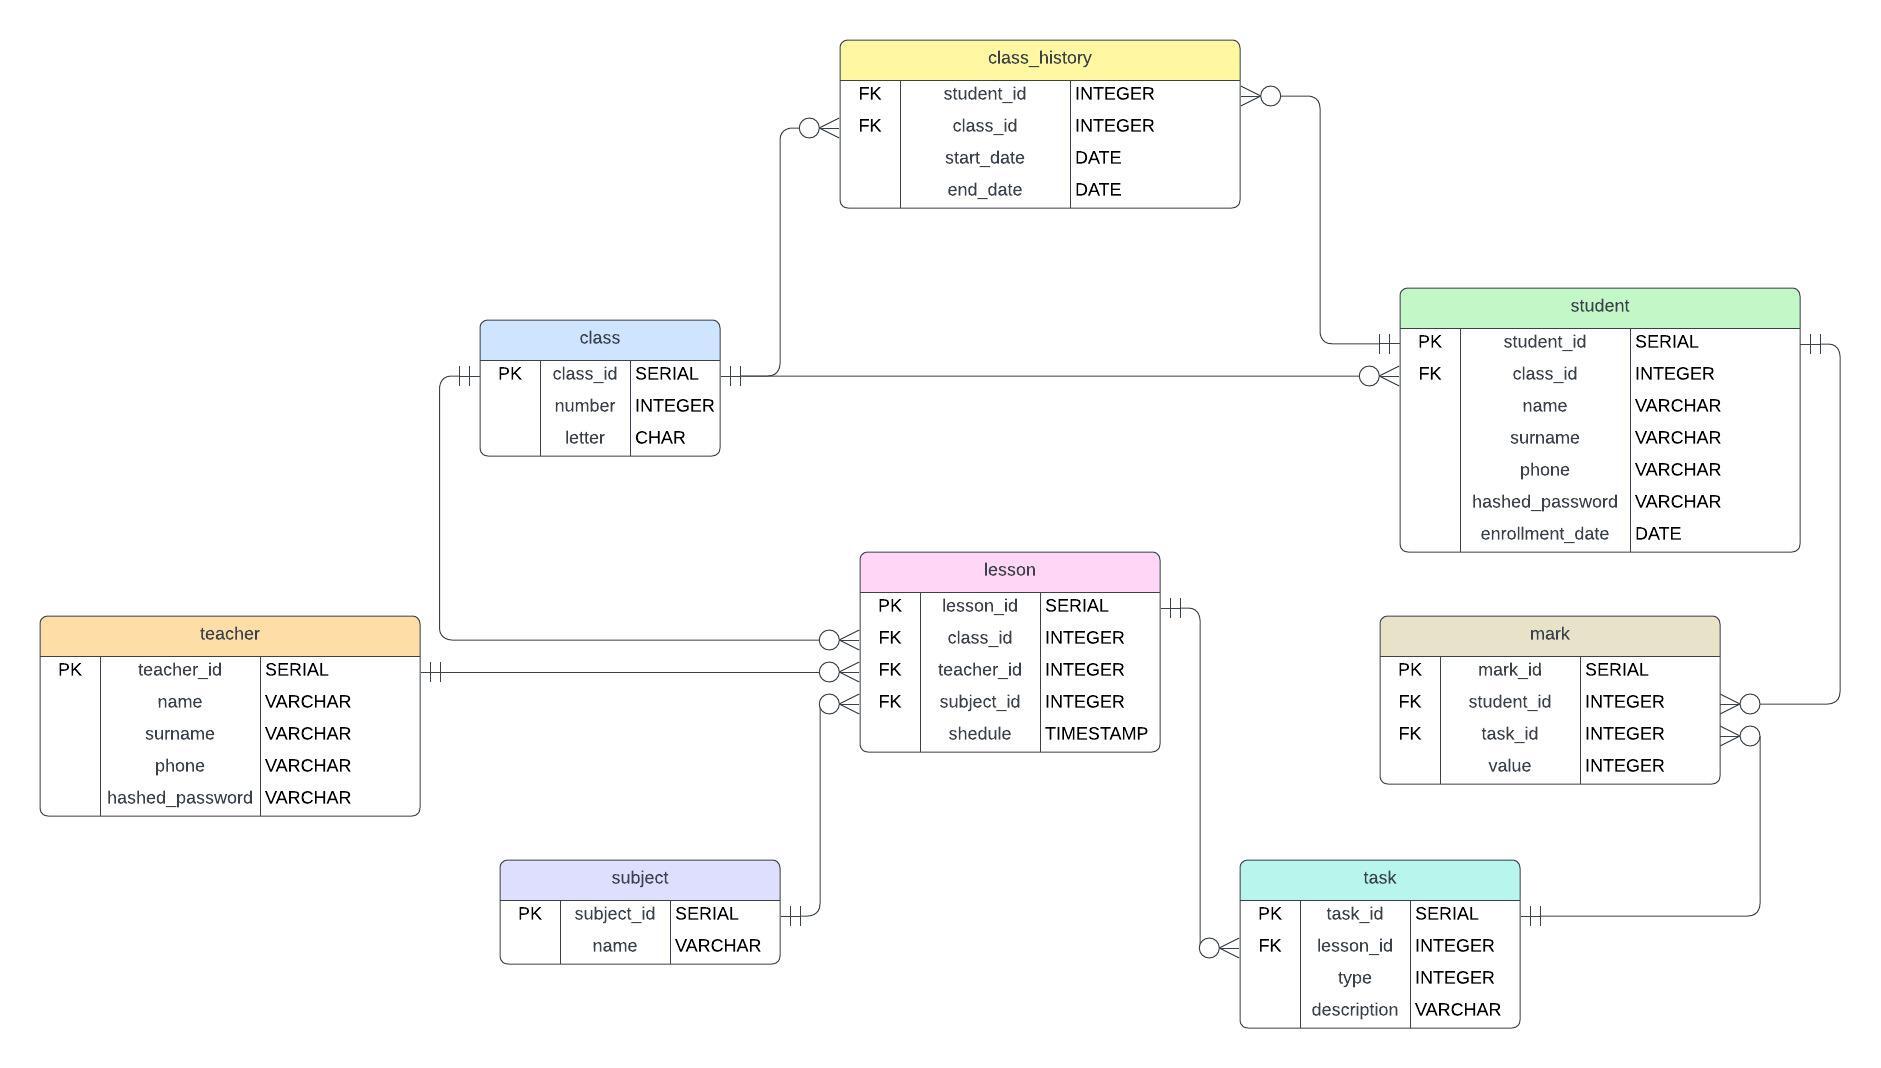 class_history
FK student_id INTEGER
FK class_id INTEGER
start_date DATE
end_date DATE
class
PK class_id SERIAL
number INTEGER
letter CHAR
student
PK student_id SERIAL
FK class_id INTEGER
name VARCHAR
surname VARCHAR
phone VARCHAR
hashed_password VARCHAR
enrollment_date DATE
lesson
PK lesson_id SERIAL
FK class_id INTEGER
FK teacher_id INTEGER
FK subject_id INTEGER
shedule TIMESTAMP
teacher
PK teacher_id SERIAL
name VARCHAR
surname VARCHAR
phone VARCHAR
hashed_password VARCHAR
mark
PK mark_id SERIAL
FK student_id INTEGER
FK task_id INTEGER
value INTEGER
subject
PK subject_id SERIAL
name VARCHAR
task
PK task_id SERIAL
FK lesson_id INTEGER
type INTEGER
description VARCHAR